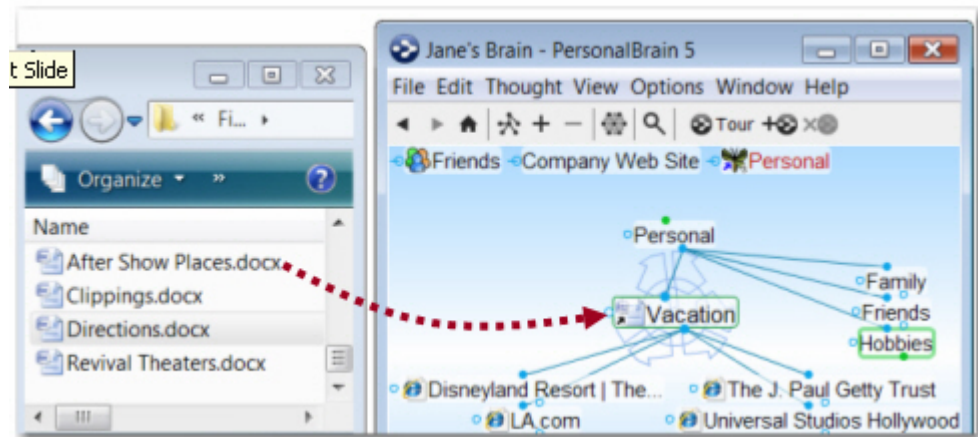 t Slide
« Fi...
Organize »
?
Name
After Show Places.docx
Clippings.docx
Directions.docx
Revival Theaters.docx
Jane's Brain - PersonalBrain 5
File Edit Thought View Options Window Help
Tour
Friends Company Web Site Personal
Personal
Family
Vacation
Friends
Hobbies
Disneyland Resort | The... The J. Paul Getty Trust
LA.com Universal Studios Hollywood